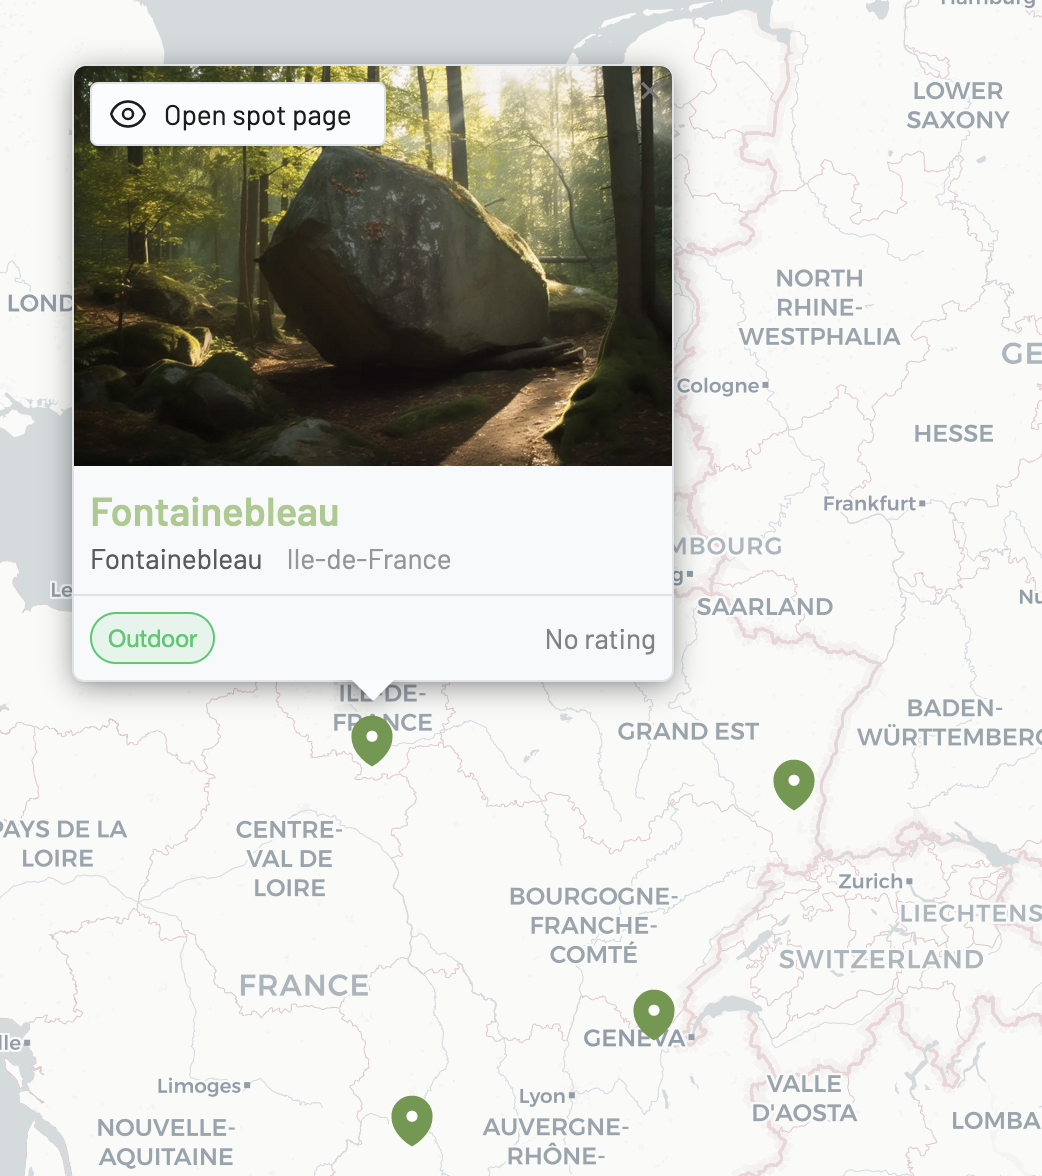 Hamburg
LOWER
SAXONY
Open spot page
NORTH
RHINE-
WESTPHALIA
LOND
GE
Cologne
HESSE
Frankfurt
Fontainebleau
Fontainebleau Ile-de-France
MBOURG
g
Le
SAARLAND
Nu
Outdoor
No rating
ILE-DE-
FRANCE
GRAND EST
BADEN-
WÜRTTEMBERG
PAYS DE LA
LOIRE
CENTRE-
VAL DE
LOIRE
Zurich
BOURGOGNE-
FRANCHE-
COMTÉ
LIECHTENS
SWITZERLAND
FRANCE
GENEVA
lle
Limoges
Lyon
VALLE
D'AOSTA
NOUVELLE-
AQUITAINE
AUVERGNE-
RHÔNE-
LOMBA